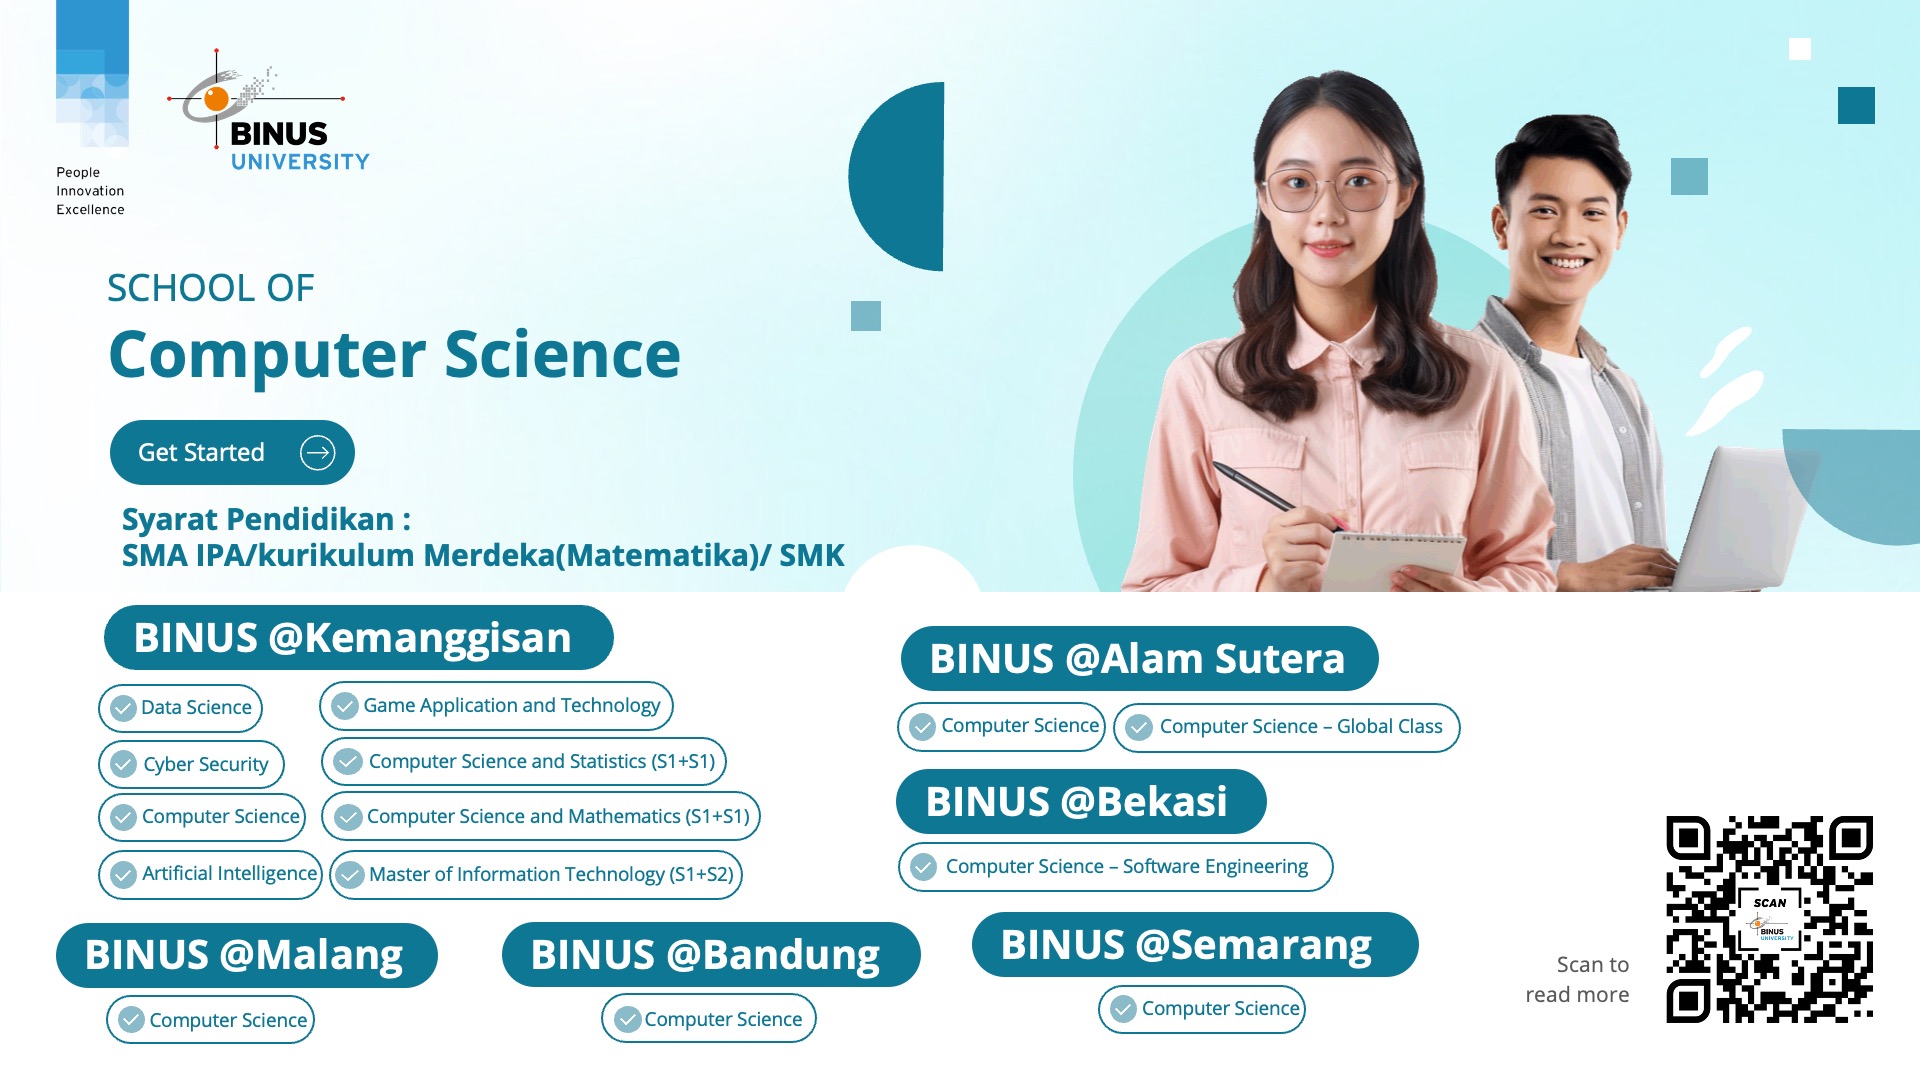 People
Innovation
Excellence
BINUS
UNIVERSITY
SCHOOL OF
Computer Science
Get Started
Syarat Pendidikan :
SMA IPA/kurikulum Merdeka(Matematika)/ SMK
BINUS @Kemanggisan
Data Science
Game Application and Technology
Cyber Security
Computer Science and Statistics (S1+S1)
Computer Science
Computer Science and Mathematics (S1+S1)
Artificial Intelligence
Master of Information Technology (S1+S2)
BINUS @Alam Sutera
Computer Science
Computer Science – Global Class
BINUS @Bekasi
Computer Science – Software Engineering
BINUS @Malang
Computer Science
BINUS @Bandung
Computer Science
BINUS @Semarang
Computer Science
Scan to
read more
SCAN
BINUS
UNIVERSITY